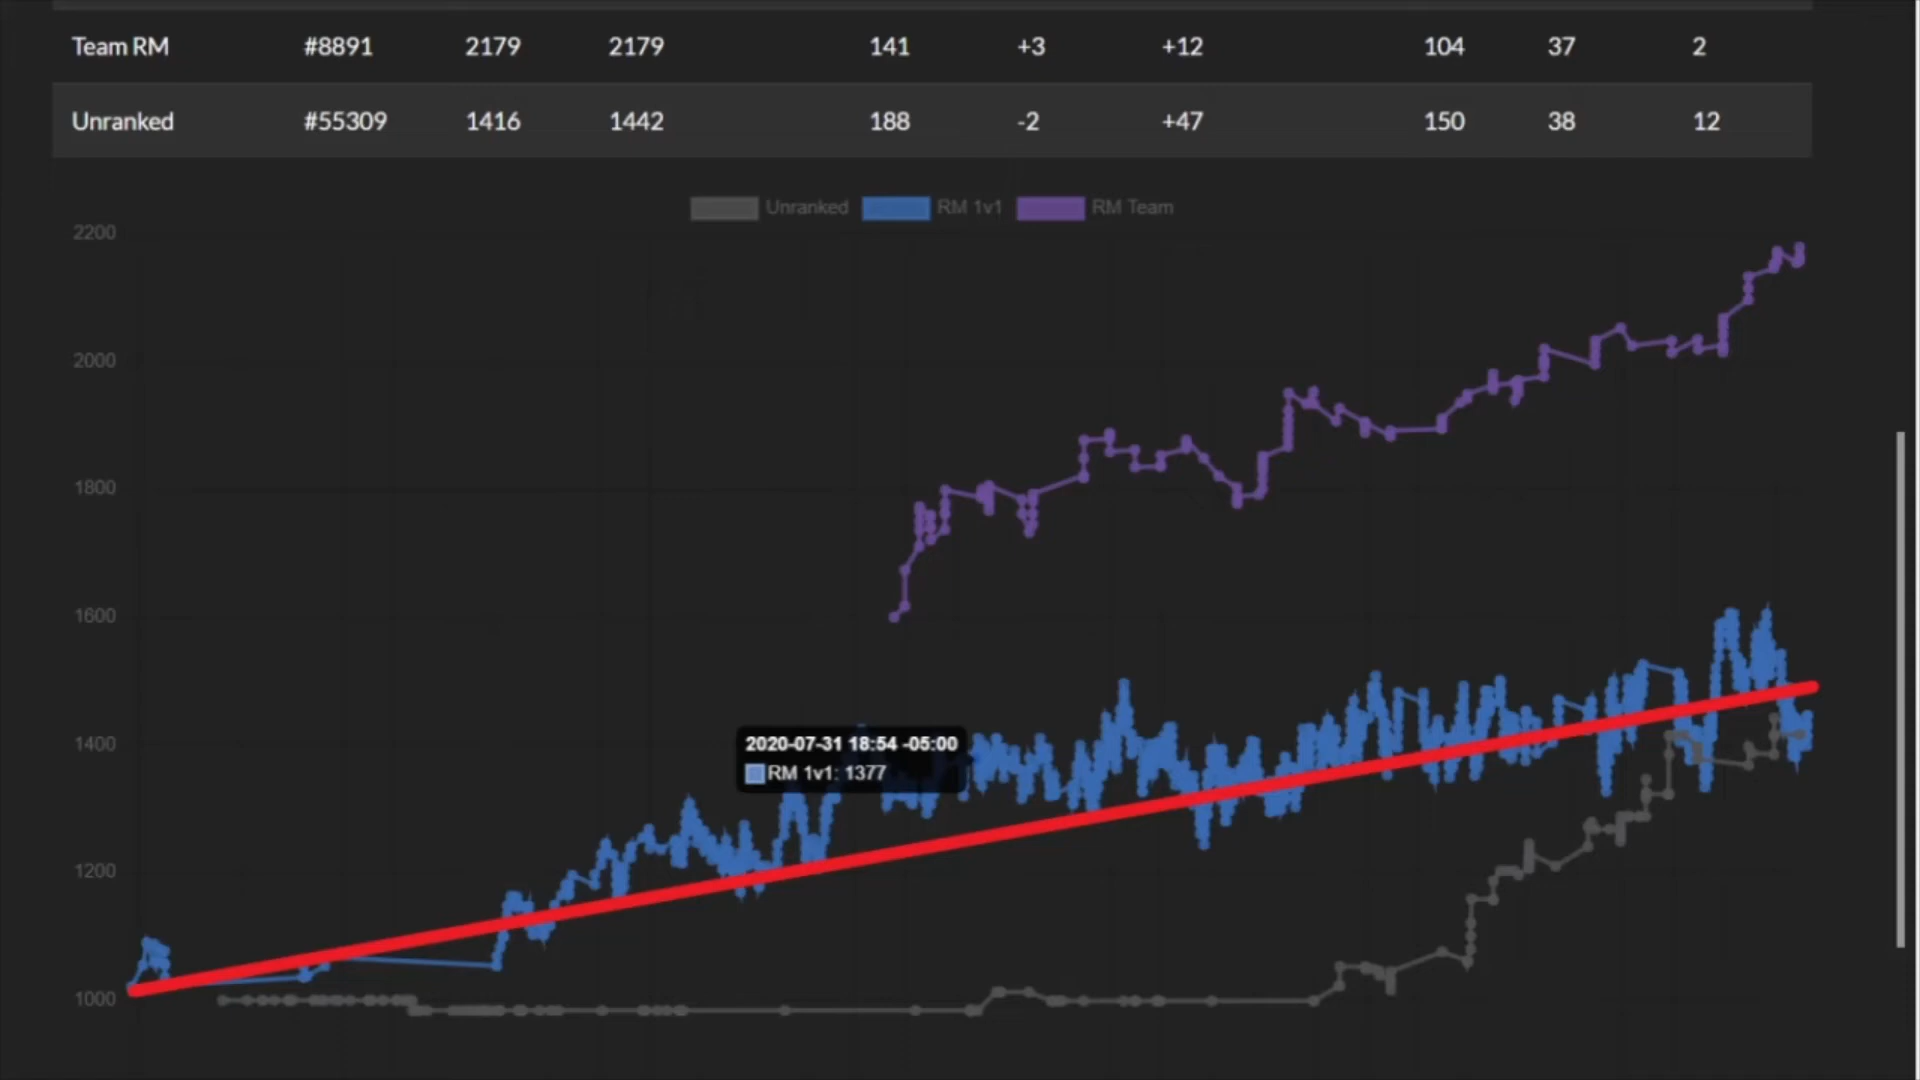 Team RM #8891 2179 2179 141 +3 +12 104 37 2
Unranked #55309 1416 1442 188 -2 +47 150 38 12
Unranked RM 1v1 RM Team
2200
2000
1800
1600
1400
1200
1000
2020-07-31 18:54 -05:00
RM 1v1: 1377